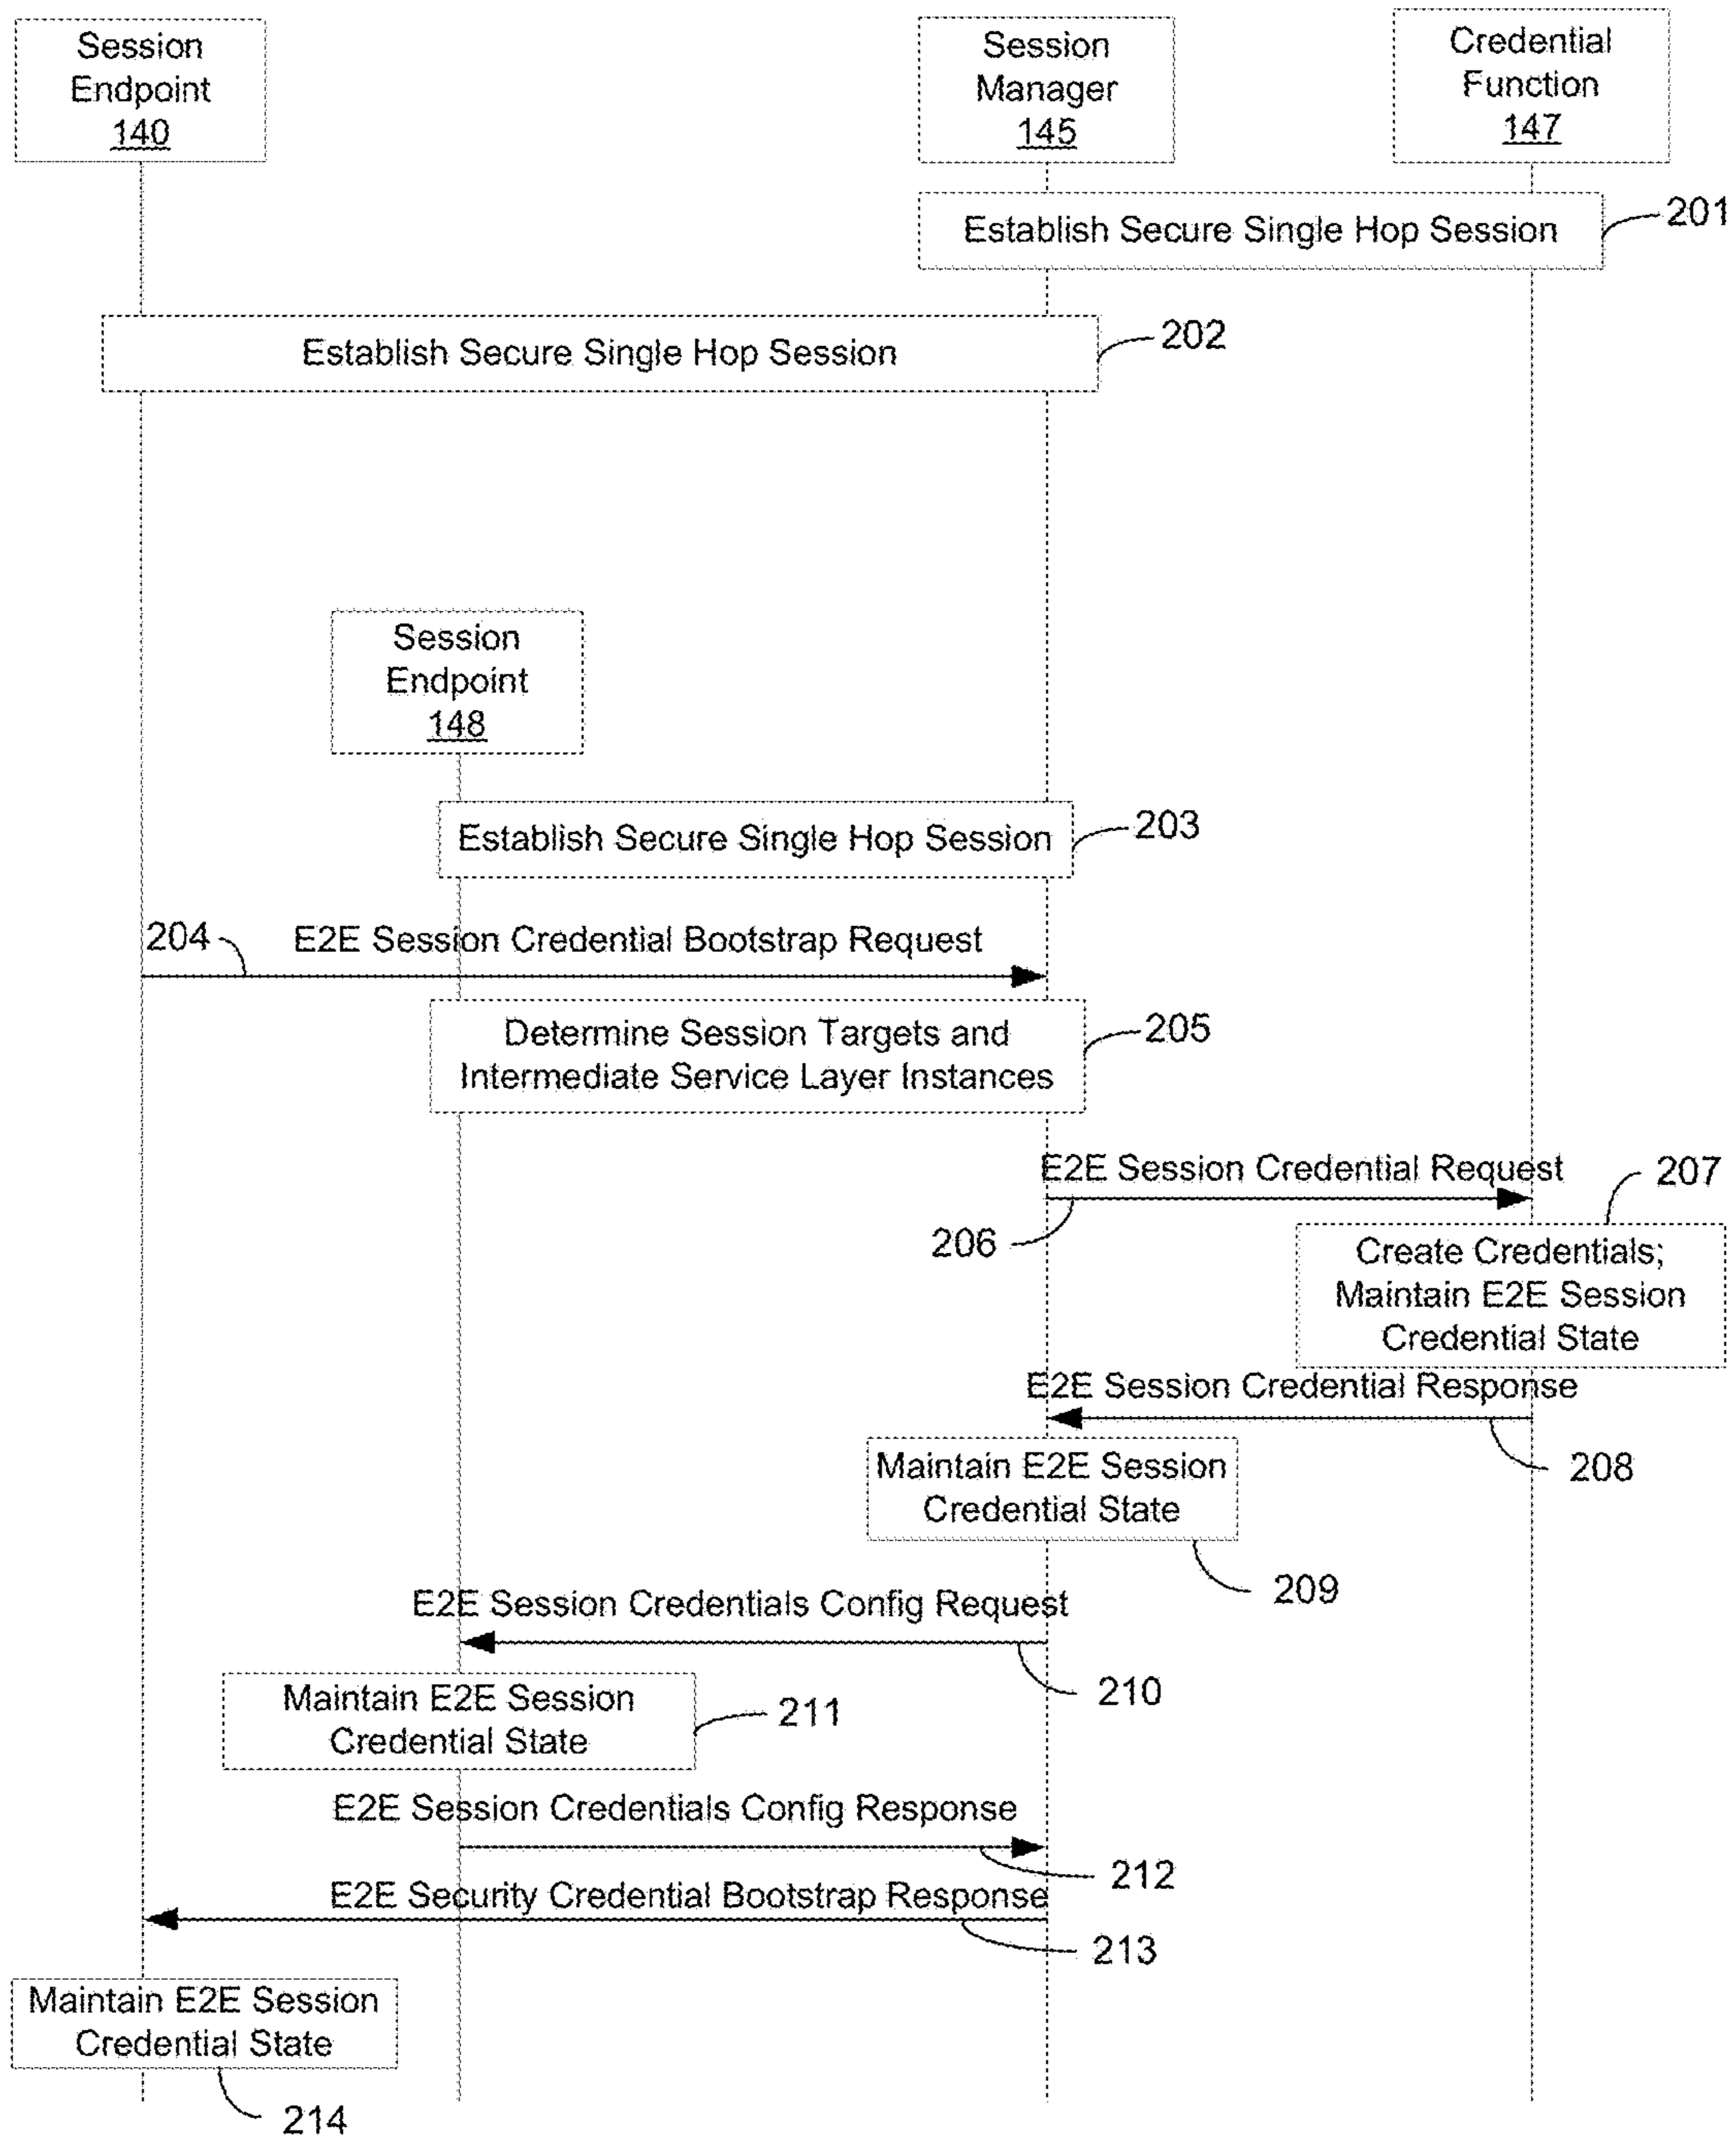 Session
Endpoint
140
Session
Manager
145
Credential
Function
147
Establish Secure Single Hop Session
201
Establish Secure Single Hop Session
202
Session
Endpoint
148
Establish Secure Single Hop Session
203
204
E2E Session Credential Bootstrap Request
Determine Session Targets and
Intermediate Service Layer Instances
205
E2E Session Credential Request
206
207
Create Credentials;
Maintain E2E Session
Credential State
E2E Session Credential Response
208
Maintain E2E Session
Credential State
209
E2E Session Credentials Config Request
210
Maintain E2E Session
Credential State
211
E2E Session Credentials Config Response
212
E2E Security Credential Bootstrap Response
213
Maintain E2E Session
Credential State
214